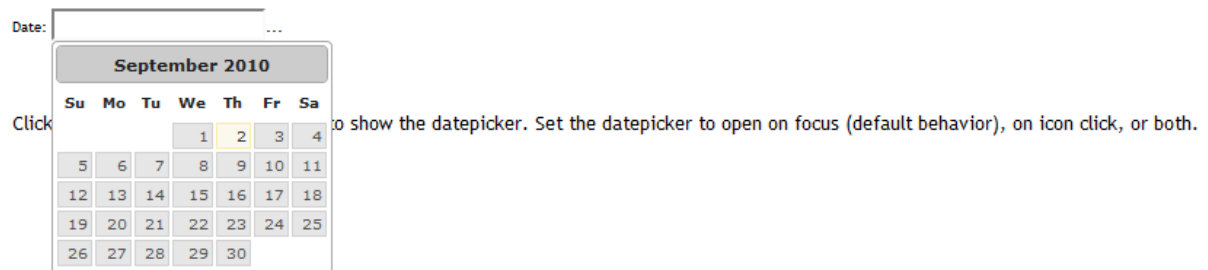 Date: ...
September 2010
Su Mo Tu We Th Fr Sa
Click to show the datepicker. Set the datepicker to open on focus (default behavior), on icon click, or both.
1 2 3 4
5 6 7 8 9 10 11
12 13 14 15 16 17 18
19 20 21 22 23 24 25
26 27 28 29 30